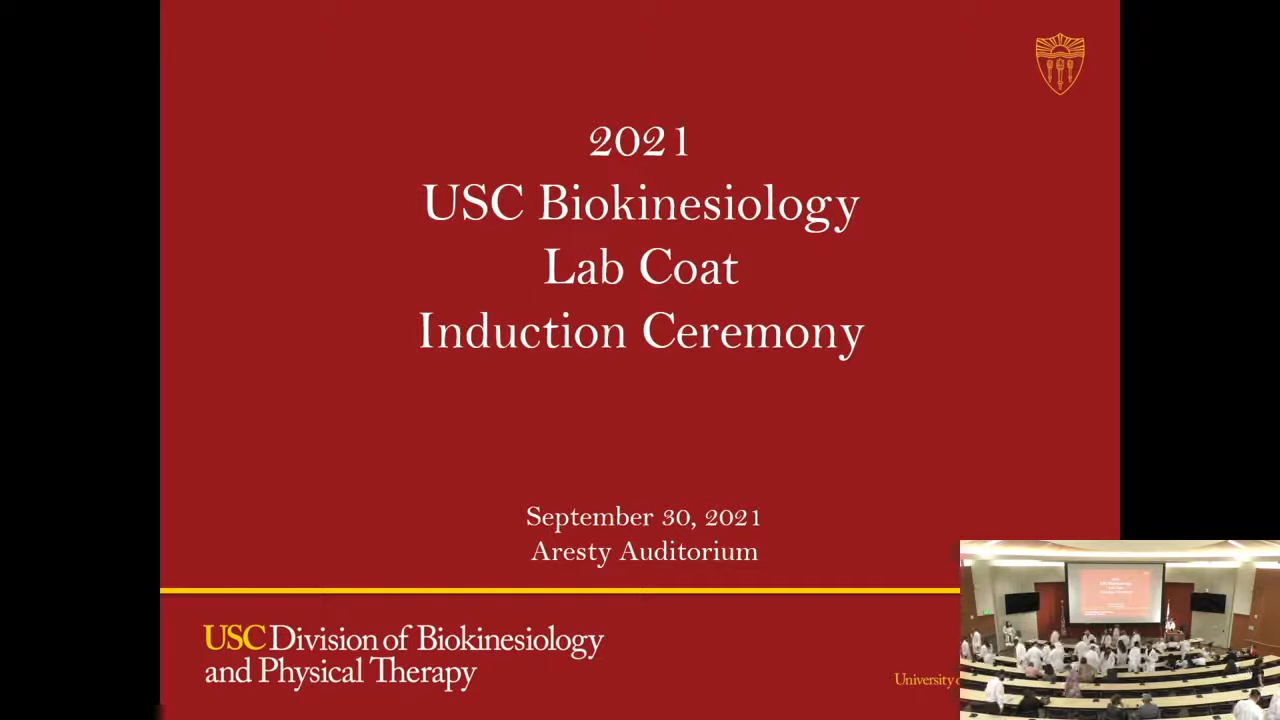 2021
USC Biokinesiology
Lab Coat
Induction Ceremony
September 30, 2021
Aresty Auditorium
USC Division of Biokinesiology
and Physical Therapy
University